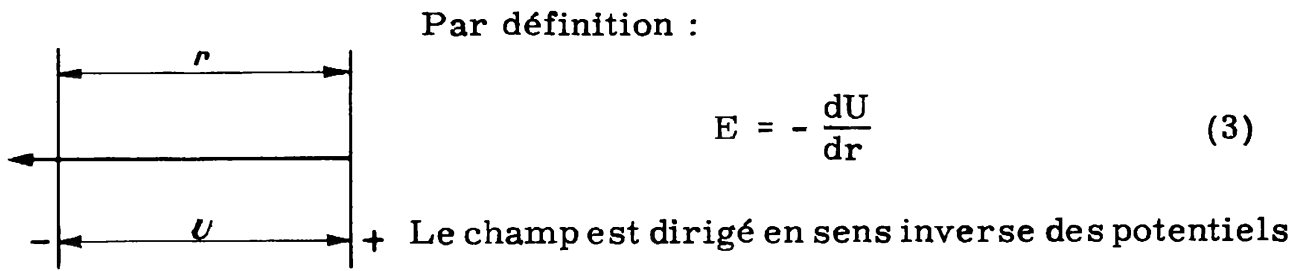 Par définition :
r
E = - dU/dr (3)
- U + Le champ est dirigé en sens inverse des potentiels